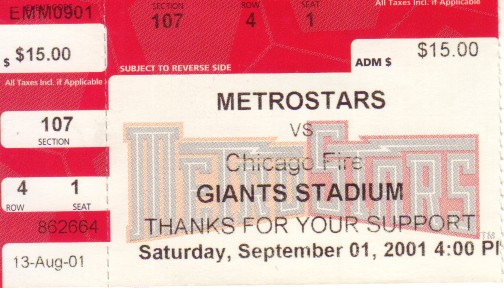 EMM0901
SECTION ROW SEAT
107 4 1
All Taxes Incl. if Applicable
$ $15.00
ADM $ $15.00
All Taxes Incl. if Applicable
SUBJECT TO REVERSE SIDE
METROSTARS
VS
Chicago Fire
GIANTS STADIUM
THANKS FOR YOUR SUPPORT
Saturday, September 01, 2001 4:00 P
METROSTARS
TM
107
SECTION
4 1
ROW SEAT
862664
13-Aug-01